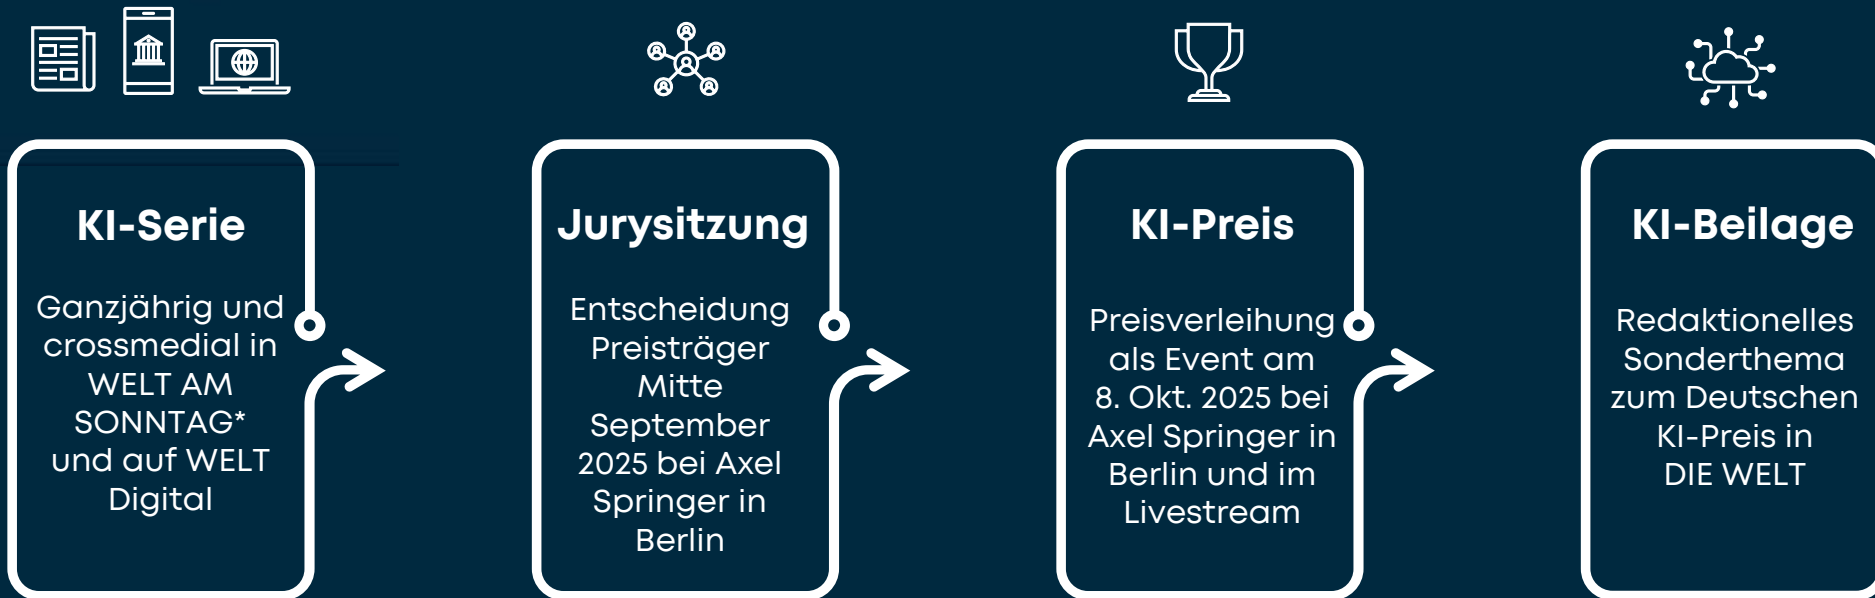 KI-Serie
Ganzjährig und
crossmedial in
WELT AM
SONNTAG*
und auf WELT
Digital
Jurysitzung
Entscheidung
Preisträger
Mitte
September
2025 bei Axel
Springer in
Berlin
KI-Preis
Preisverleihung
als Event am
8. Okt. 2025 bei
Axel Springer in
Berlin und im
Livestream
KI-Beilage
Redaktionelles
Sonderthema
zum Deutschen
KI-Preis in
DIE WELT